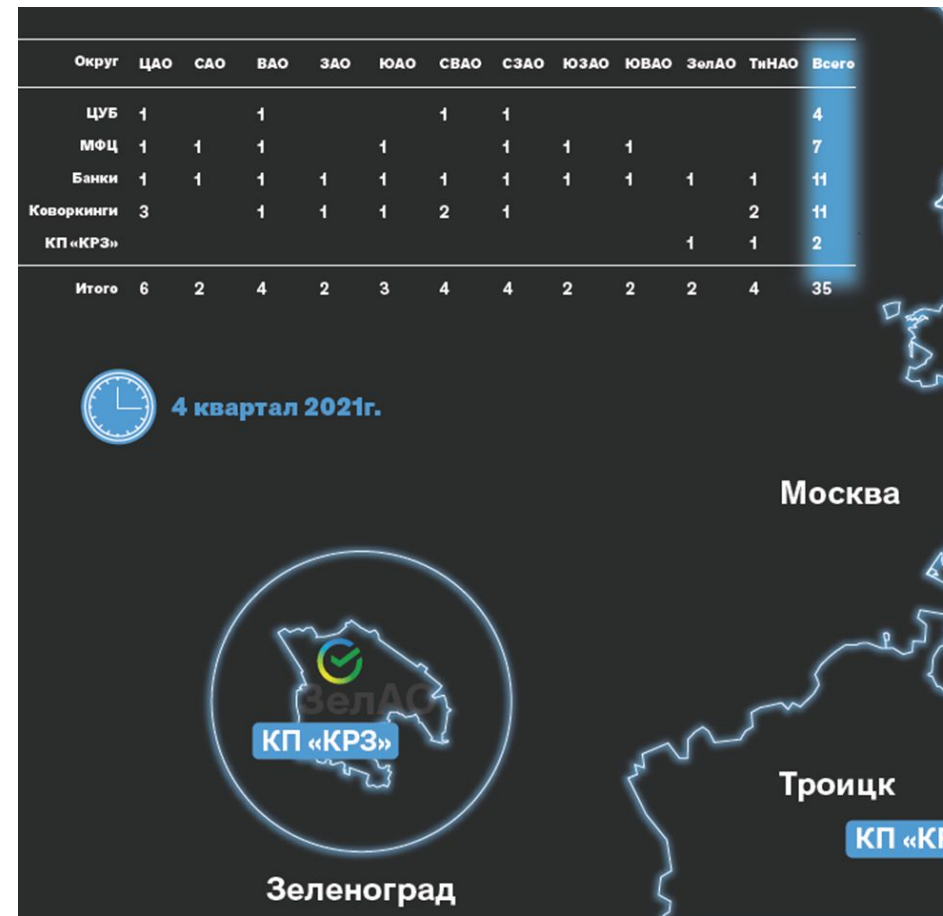 Округ ЦАО САО ВАО ЗАО ЮАО СВАО СЗАО ЮЗАО ЮВАО ЗелАО ТиНАО Всего
ЦУБ 1 1 1 1 4
МФЦ 1 1 1 1 1 1 1 7
Банки 1 1 1 1 1 1 1 1 1 1 1 11
Коворкинги 3 1 1 1 2 1 2 11
КП «КРЗ» 1 1 2
Итого 6 2 4 2 3 4 4 2 2 2 4 35
4 квартал 2021г.
Москва
ЗелАО
КП «КРЗ»
Троицк
КП «КР
Зеленоград